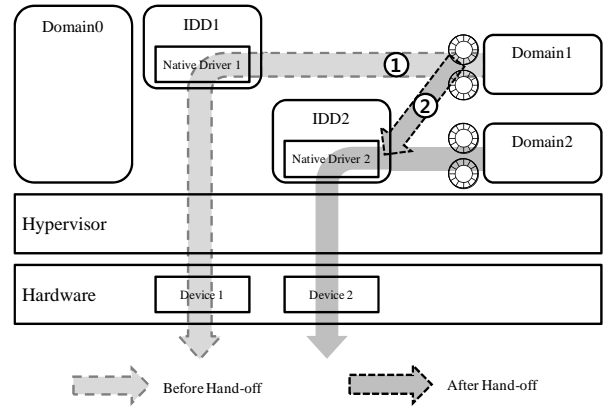 Domain0
IDD1
Native Driver 1
1
Domain1
2
IDD2
Native Driver 2
Domain2
Hypervisor
Hardware
Device 1
Device 2
Before Hand-off
After Hand-off